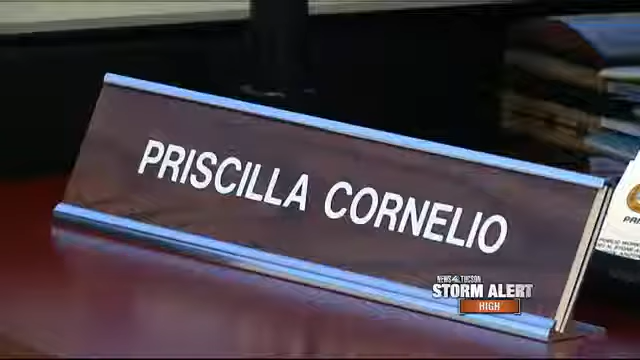 PRISCILLA CORNELIO
NEWS 4 TUCSON
STORM ALERT
HIGH